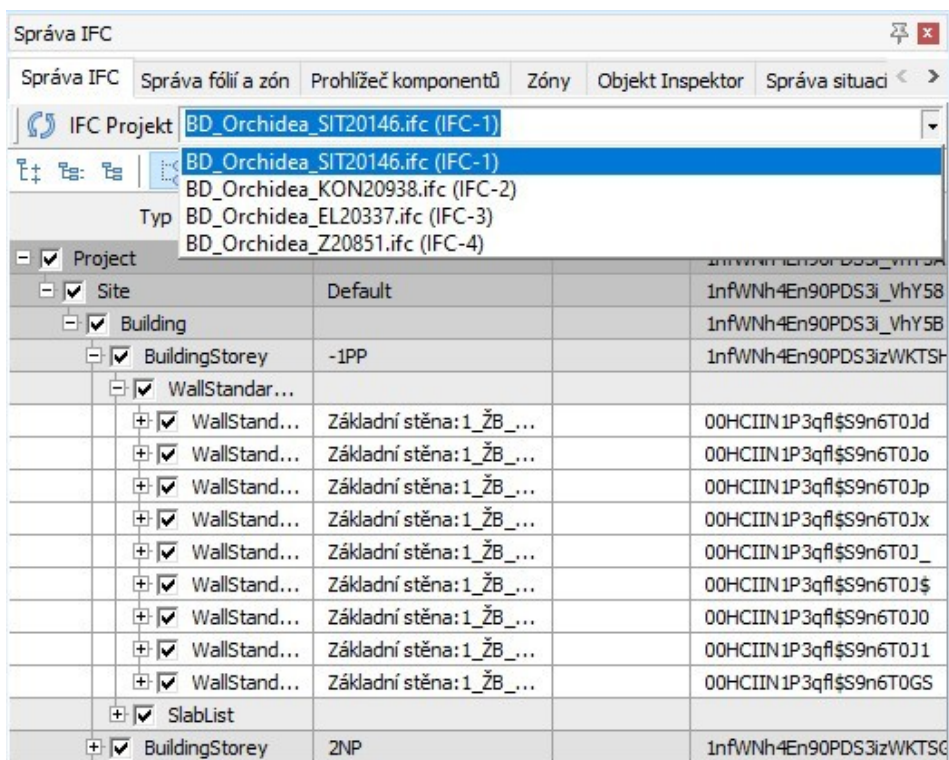 Správa IFC
Správa IFC Správa fólií a zón Prohlížeč komponentů Zóny Objekt Inspektor Správa situaci
IFC Projekt BD_Orchidea_SIT20146.ifc (IFC-1)
BD_Orchidea_SIT20146.ifc (IFC-1)
BD_Orchidea_KON20938.ifc (IFC-2)
BD_Orchidea_EL20337.ifc (IFC-3)
BD_Orchidea_Z20851.ifc (IFC-4)
Typ
Project
Site Default 1nfWNh4En90PDS3i_VhY58
Building 1nfWNh4En90PDS3i_VhY5B
BuildingStorey -1PP 1nfWNh4En90PDS3izWKTSH
WallStandar...
WallStand... Základní stěna:1_ŽB_... 00HCIIN1P3qfl$S9n6T0Jd
WallStand... Základní stěna:1_ŽB_... 00HCIIN1P3qfl$S9n6T0Jo
WallStand... Základní stěna:1_ŽB_... 00HCIIN1P3qfl$S9n6T0Jp
WallStand... Základní stěna:1_ŽB_... 00HCIIN1P3qfl$S9n6T0Jx
WallStand... Základní stěna:1_ŽB_... 00HCIIN1P3qfl$S9n6T0J_
WallStand... Základní stěna:1_ŽB_... 00HCIIN1P3qfl$S9n6T0J$
WallStand... Základní stěna:1_ŽB_... 00HCIIN1P3qfl$S9n6T0J0
WallStand... Základní stěna:1_ŽB_... 00HCIIN1P3qfl$S9n6T0J1
WallStand... Základní stěna:1_ŽB_... 00HCIIN1P3qfl$S9n6T0GS
SlabList
BuildingStorey 2NP 1nfWNh4En90PDS3izWKTSG